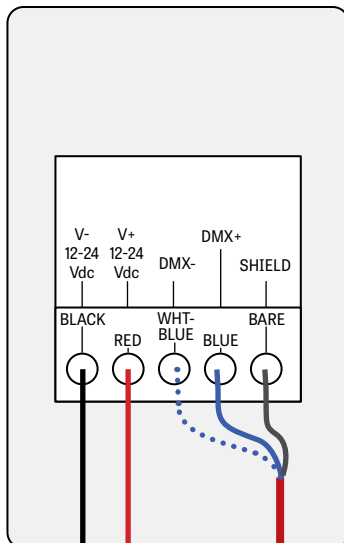 V-
12-24
Vdc
V+
12-24
Vdc
DMX-
DMX+
SHIELD
BLACK
RED
WHT-
BLUE
BLUE
BARE